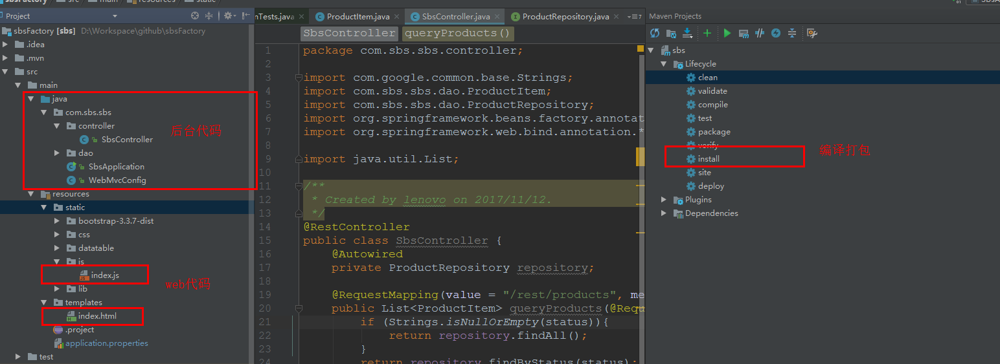 sbsFactory
src
main
resources
static
Project
nTests.java
ProductItem.java
SbsController.java
ProductRepository.java
7
Maven Projects
sbsFactory [sbs] D:\Workspace\github\sbsFactory
.idea
.mvn
src
main
java
com.sbs.sbs
controller
SbsController
dao
SbsApplication
WebMvcConfig
resources
static
bootstrap-3.3.7-dist
css
datatable
js
index.js
lib
templates
index.html
.project
application.properties
test
后台代码
web代码
SbsController queryProducts()
1 package com.sbs.sbs.controller;
2
3 import com.google.common.base.Strings;
4 import com.sbs.sbs.dao.ProductItem;
5 import com.sbs.sbs.dao.ProductRepository;
6 import org.springframework.beans.factory.annotat
7 import org.springframework.web.bind.annotation.*
8
9 import java.util.List;
10
11 /**
12 * Created by lenovo on 2017/11/12.
13 */
14 @RestController
15 public class SbsController {
16 @Autowired
17 private ProductRepository repository;
18
19 @RequestMapping(value = "/rest/products", me
20 public List<ProductItem> queryProducts(@Requ
21 if (Strings.isNullOrEmpty(status)){
22 return repository.findAll();
23 }
24 return repository.findByStatus(status);
sbs
Lifecycle
clean
validate
compile
test
package
verify
install
site
deploy
Plugins
Dependencies
编译打包